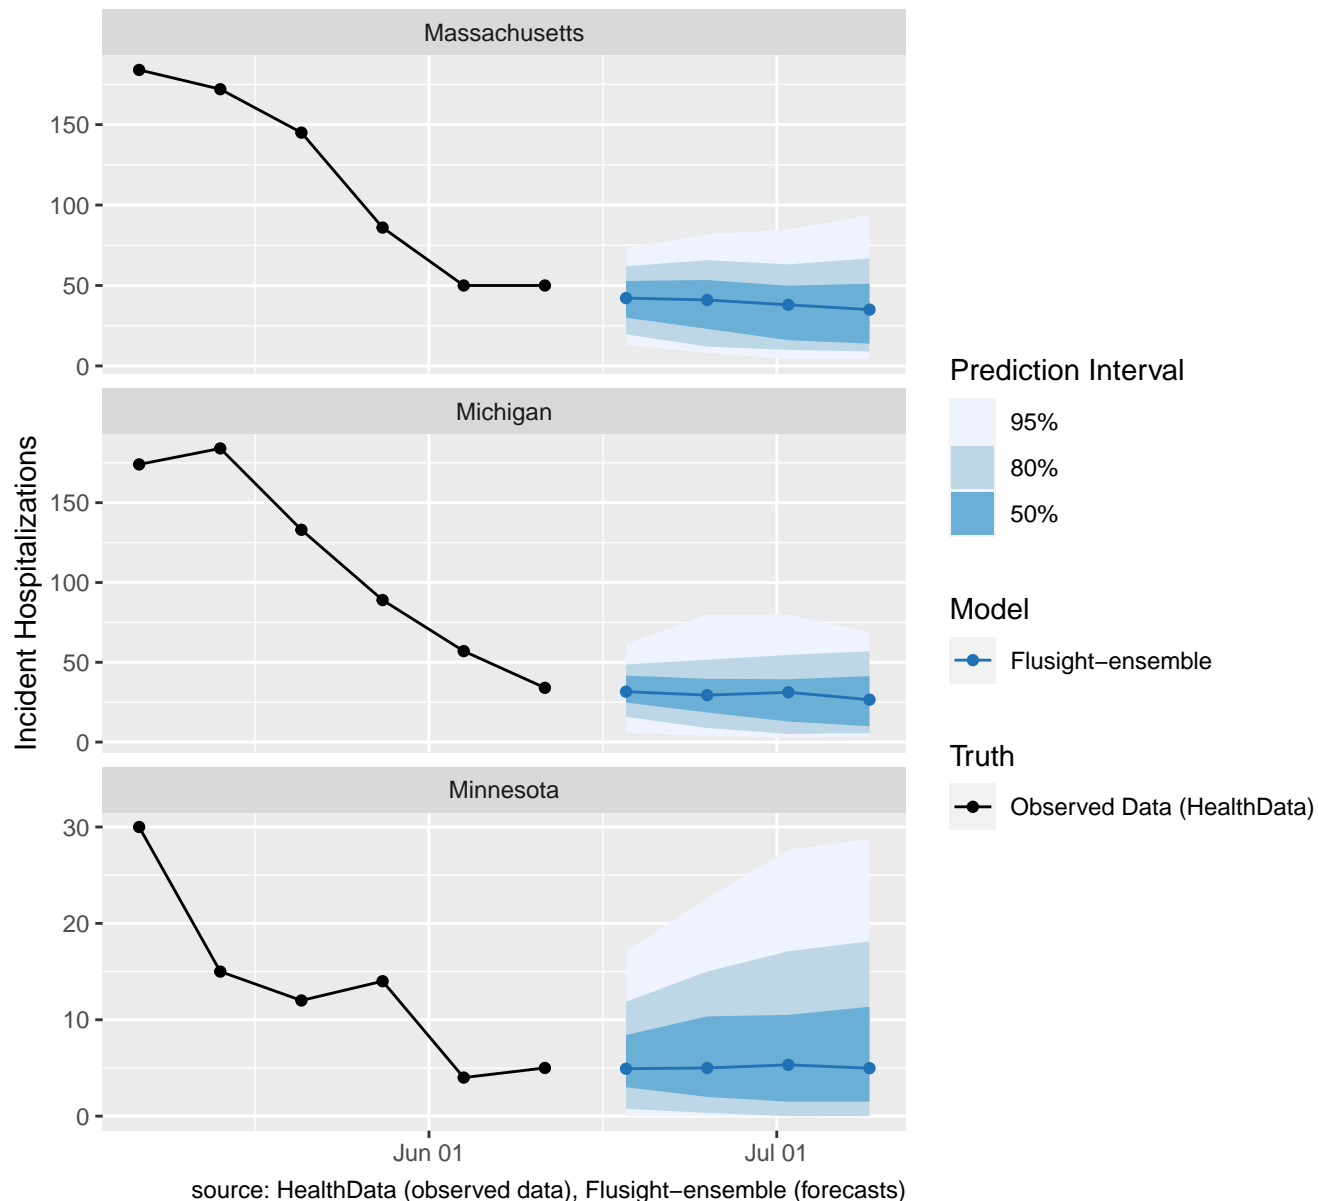 Massachusetts
150
100
50
0
Michigan
150
100
50
0
Minnesota
30
20
10
0
Jun 01
Jul 01
Incident Hospitalizations
source: HealthData (observed data), Flusight−ensemble (forecasts)
Prediction Interval
95%
80%
50%
Model
Flusight−ensemble
Truth
Observed Data (HealthData)